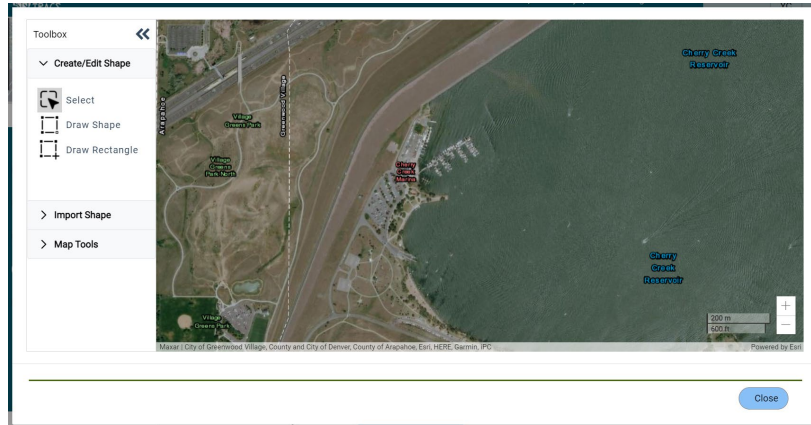 Toolbox
Create/Edit Shape
Select
Draw Shape
Draw Rectangle
Import Shape
Map Tools
Cherry Creek
Reservoir
Arapahoe
Greenwood Village
Village
Greens Park
Village
Greens
Park North
Cherry
Creek
Marina
Cherry
Creek
Reservoir
Village
Greens Park
200 m
600 ft
Maxar | City of Greenwood Village, County and City of Denver, County of Arapahoe, Esri, HERE, Garmin, iPC
Powered by Esri
Close